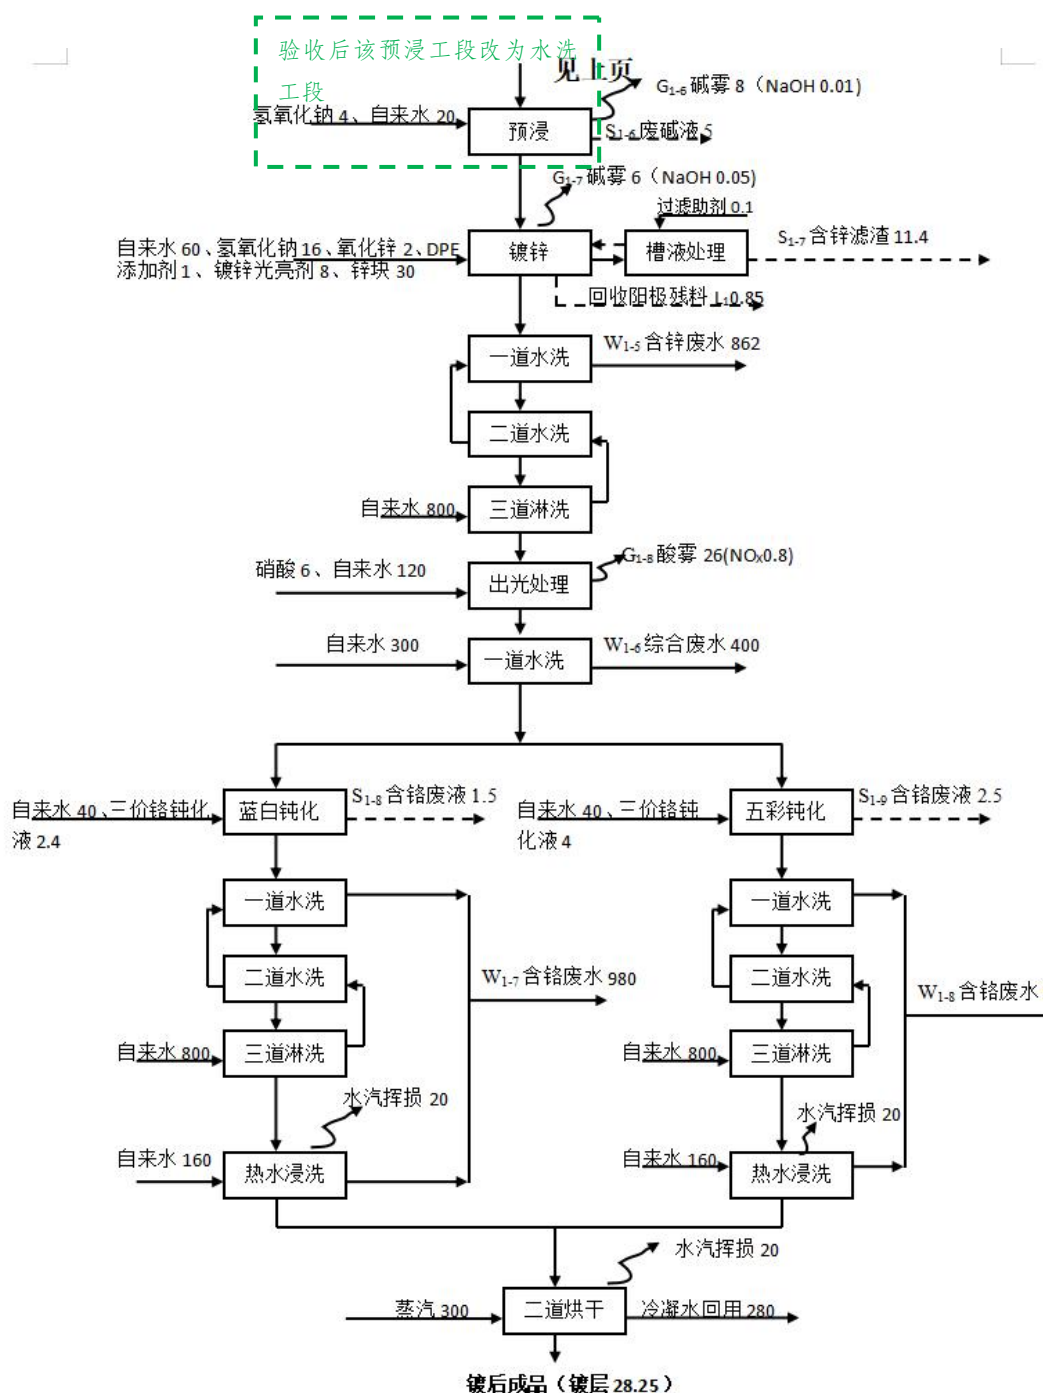 验收后该预浸工段改为水洗
工段
见上页
G1-6 碱雾 8（NaOH 0.01）
氢氧化钠 4、自来水 20
预浸
S1-6 废碱液 5
G1-7 碱雾 6（NaOH 0.05)
过滤助剂 0.1
自来水 60、氢氧化钠 16、氧化锌 2、DPE
添加剂 1、镀锌光亮剂 8、锌块 30
镀锌
槽液处理
S1-7 含锌滤渣 11.4
回收阳极残料 L1 0.85
一道水洗
W1-5 含锌废水 862
二道水洗
自来水 800
三道淋洗
G1-8 酸雾 26(NOx0.8)
硝酸 6、自来水 120
出光处理
自来水 300
一道水洗
W1-6 综合废水 400
自来水 40、三价铬钝化
液 2.4
蓝白钝化
S1-8 含铬废液 1.5
自来水 40、三价铬钝
化液 4
五彩钝化
S1-9 含铬废液 2.5
一道水洗
一道水洗
二道水洗
W1-7 含铬废水 980
二道水洗
W1-8 含铬废水
自来水 800
三道淋洗
自来水 800
三道淋洗
水汽挥损 20
水汽挥损 20
自来水 160
热水浸洗
自来水 160
热水浸洗
水汽挥损 20
蒸汽 300
二道烘干
冷凝水回用 280
镀后成品（镀层 28.25）